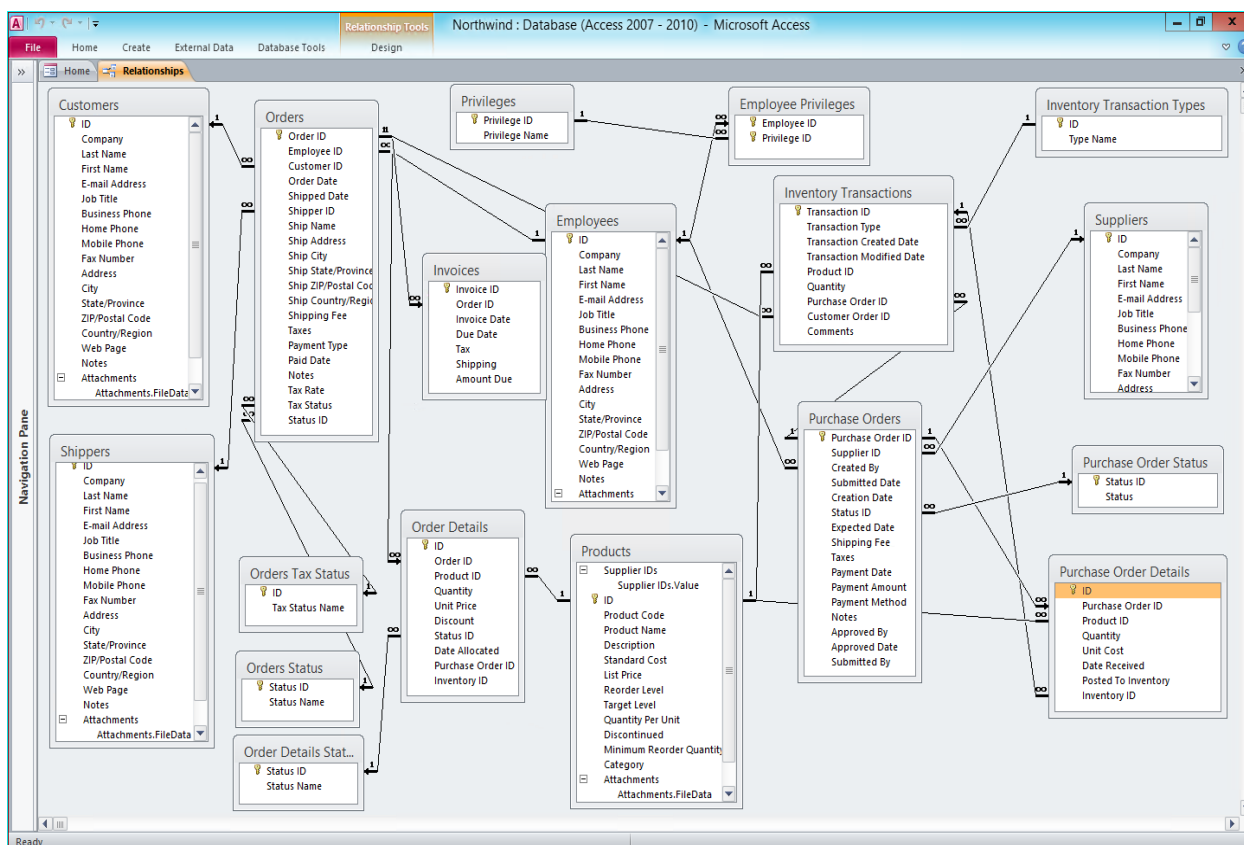 Relationship Tools
Northwind : Database (Access 2007 - 2010) - Microsoft Access
File
Home
Create
External Data
Database Tools
Design
Home
Relationships
Navigation Pane
Customers
ID
Company
Last Name
First Name
E-mail Address
Job Title
Business Phone
Home Phone
Mobile Phone
Fax Number
Address
City
State/Province
ZIP/Postal Code
Country/Region
Web Page
Notes
Attachments
Attachments.FileData
Orders
Order ID
Employee ID
Customer ID
Order Date
Shipped Date
Shipper ID
Ship Name
Ship Address
Ship City
Ship State/Province
Ship ZIP/Postal Cod
Ship Country/Regio
Shipping Fee
Taxes
Payment Type
Paid Date
Notes
Tax Rate
Tax Status
Status ID
Privileges
Privilege ID
Privilege Name
Employee Privileges
Employee ID
Privilege ID
Inventory Transaction Types
ID
Type Name
Inventory Transactions
Transaction ID
Transaction Type
Transaction Created Date
Transaction Modified Date
Product ID
Quantity
Purchase Order ID
Customer Order ID
Comments
Employees
ID
Company
Last Name
First Name
E-mail Address
Job Title
Business Phone
Home Phone
Mobile Phone
Fax Number
Address
City
State/Province
ZIP/Postal Code
Country/Region
Web Page
Notes
Attachments
Suppliers
ID
Company
Last Name
First Name
E-mail Address
Job Title
Business Phone
Home Phone
Mobile Phone
Fax Number
Address
Invoices
Invoice ID
Order ID
Invoice Date
Due Date
Tax
Shipping
Amount Due
Shippers
ID
Company
Last Name
First Name
E-mail Address
Job Title
Business Phone
Home Phone
Mobile Phone
Fax Number
Address
City
State/Province
ZIP/Postal Code
Country/Region
Web Page
Notes
Attachments
Attachments.FileData
Purchase Orders
Purchase Order ID
Supplier ID
Created By
Submitted Date
Creation Date
Status ID
Expected Date
Shipping Fee
Taxes
Payment Date
Payment Amount
Payment Method
Notes
Approved By
Approved Date
Submitted By
Purchase Order Status
Status ID
Status
Order Details
ID
Order ID
Product ID
Quantity
Unit Price
Discount
Status ID
Date Allocated
Purchase Order ID
Inventory ID
Products
Supplier IDs
Supplier IDs.Value
ID
Product Code
Product Name
Description
Standard Cost
List Price
Reorder Level
Target Level
Quantity Per Unit
Discontinued
Minimum Reorder Quantity
Category
Attachments
Attachments.FileData
Orders Tax Status
ID
Tax Status Name
Purchase Order Details
ID
Purchase Order ID
Product ID
Quantity
Unit Cost
Date Received
Posted To Inventory
Inventory ID
Orders Status
Status ID
Status Name
Order Details Stat...
Status ID
Status Name
Ready